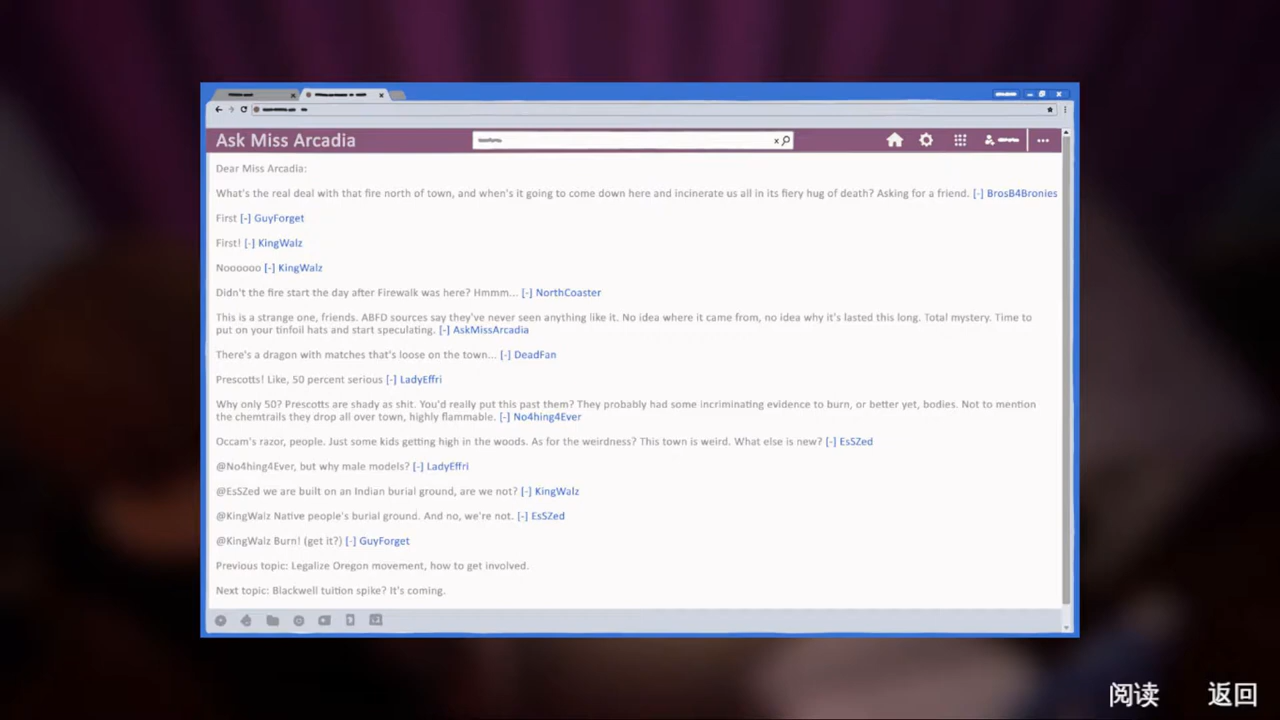 Ask Miss Arcadia
Dear Miss Arcadia:
What's the real deal with that fire north of town, and when's it going to come down here and incinerate us all in its fiery hug of death? Asking for a friend. [-] BrosB4Bronies
First [-] GuyForget
First! [-] KingWalz
Noooooo [-] KingWalz
Didn't the fire start the day after Firewalk was here? Hmmm... [-] NorthCoaster
This is a strange one, friends. ABFD sources say they've never seen anything like it. No idea where it came from, no idea why it's lasted this long. Total mystery. Time to
put on your tinfoil hats and start speculating. [-] AskMissArcadia
There's a dragon with matches that's loose on the town... [-] DeadFan
Prescotts! Like, 50 percent serious [-] LadyEffri
Why only 50? Prescotts are shady as shit. You'd really put this past them? They probably had some incriminating evidence to burn, or better yet, bodies. Not to mention
the chemtrails they drop all over town, highly flammable. [-] No4hing4Ever
Occam's razor, people. Just some kids getting high in the woods. As for the weirdness? This town is weird. What else is new? [-] EsSZed
@No4hing4Ever, but why male models? [-] LadyEffri
@EsSZed we are built on an Indian burial ground, are we not? [-] KingWalz
@KingWalz Native people's burial ground. And no, we're not. [-] EsSZed
@KingWalz Burn! (get it?) [-] GuyForget
Previous topic: Legalize Oregon movement, how to get involved.
Next topic: Blackwell tuition spike? It's coming.
阅读 返回